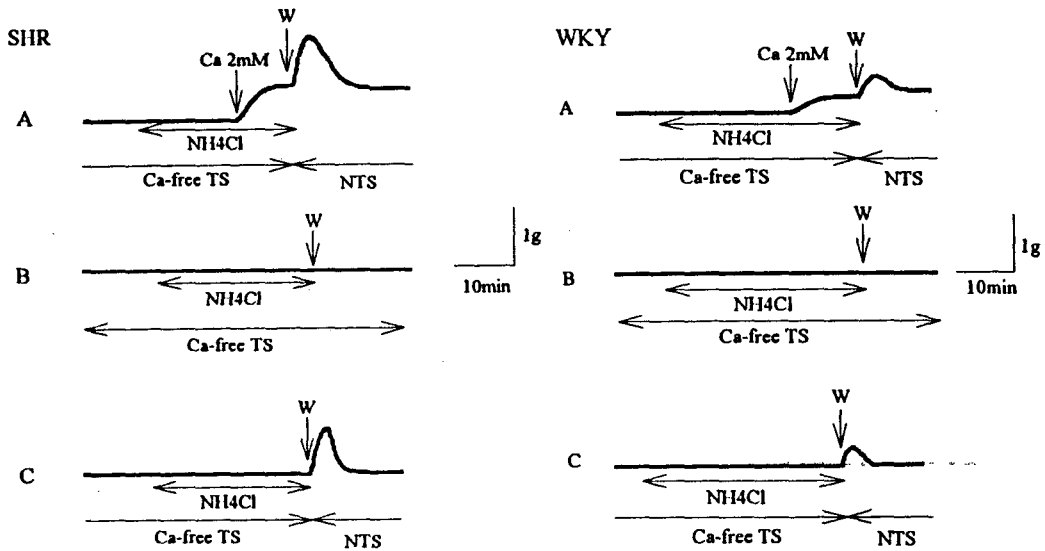 SHR
W
Ca 2mM
A
NH4Cl
Ca-free TS
NTS
W
B
NH4Cl
Ca-free TS
1g
10min
W
C
NH4Cl
Ca-free TS
NTS
WKY
W
Ca 2mM
A
NH4Cl
Ca-free TS
NTS
W
B
NH4Cl
Ca-free TS
1g
10min
W
C
NH4Cl
Ca-free TS
NTS